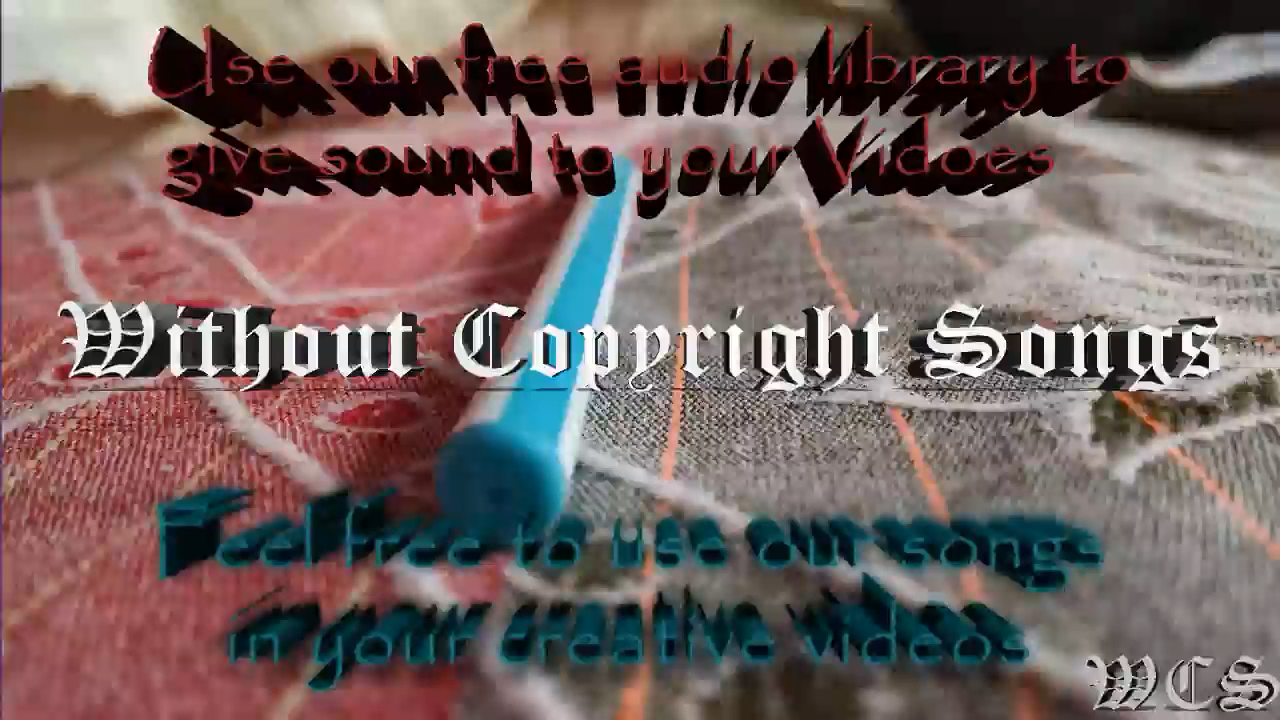 Use our free audio library to
give sound to your Vidoes
Without Copyright Songs
Feel free to use our songs
in your creative videos
WCS